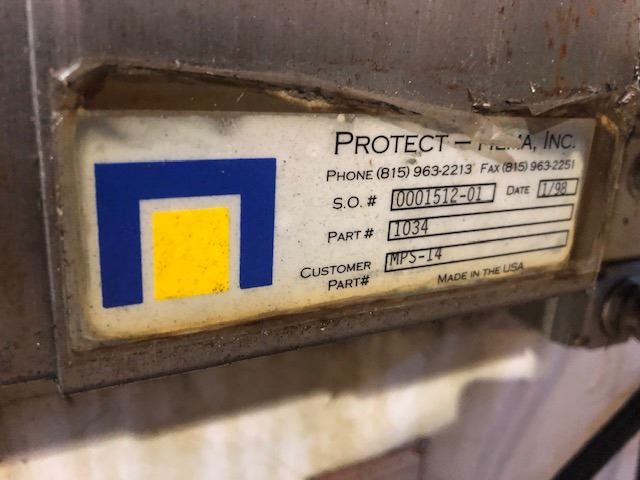 PROTECT – HEMA, INC.
PHONE (815) 963-2213 FAX (815) 963-2251
S.O. # 0001512-01 DATE 1/98
PART # 1034
CUSTOMER PART# MPS-14
MADE IN THE USA